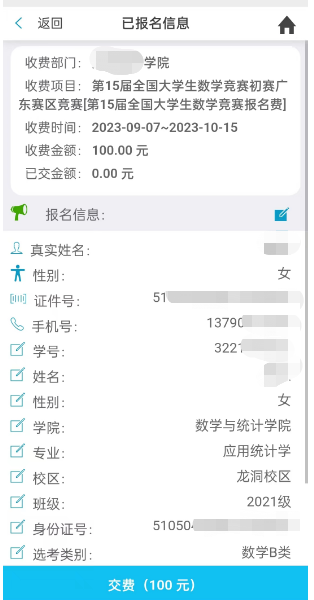 返回 已报名信息
收费部门: 学院
收费项目: 第15届全国大学生数学竞赛初赛广
东赛区竞赛[第15届全国大学生数学竞赛报名费]
收费时间: 2023-09-07~2023-10-15
收费金额: 100.00 元
已交金额: 0.00 元
报名信息:
真实姓名:
性别: 女
证件号: 51
手机号: 13790
学号: 3221
姓名:
性别: 女
学院: 数学与统计学院
专业: 应用统计学
校区: 龙洞校区
班级: 2021级
身份证号: 51050
选考类别: 数学B类
交费（100 元）